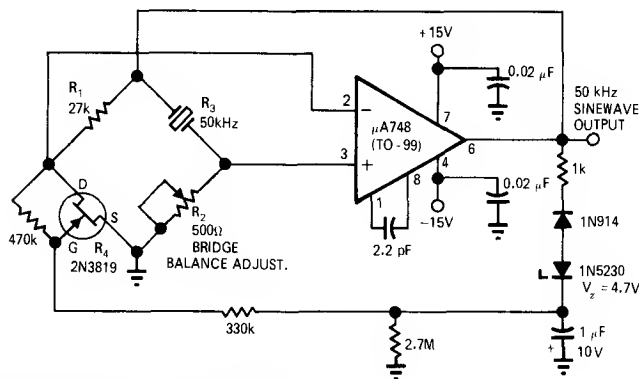 R₁
27k
R₃
50kHz
2
3
−
+
μA748
(TO-99)
1
8
7
4
6
+15V
0.02 μF
50 kHz
SINEWAVE
OUTPUT
1k
0.02 μF
−15V
2.2 pF
D
S
G
R₄
2N3819
470k
R₂
500Ω
BRIDGE
BALANCE ADJUST.
1N914
1N5230
V_z = 4.7V
330k
2.7M
1 μF
+
10V